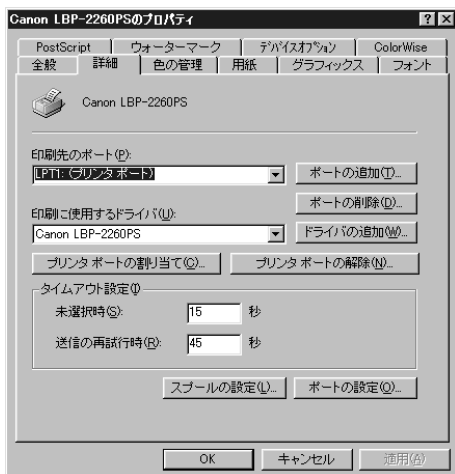 Canon LBP-2260PSのプロパティ
PostScript ウォーターマーク デバイスオプション ColorWise
全般 詳細 色の管理 用紙 グラフィックス フォント
Canon LBP-2260PS
印刷先のポート(P):
LPT1: (プリンタ ポート) ポートの追加(T)...
ポートの削除(D)...
印刷に使用するドライバ(U):
Canon LBP-2260PS ドライバの追加(W)...
プリンタ ポートの割り当て(C)... プリンタ ポートの解除(N)...
タイムアウト設定(I)
未選択時(S): 15 秒
送信の再試行時(R): 45 秒
スプールの設定(L)... ポートの設定(O)...
OK キャンセル 適用(A)